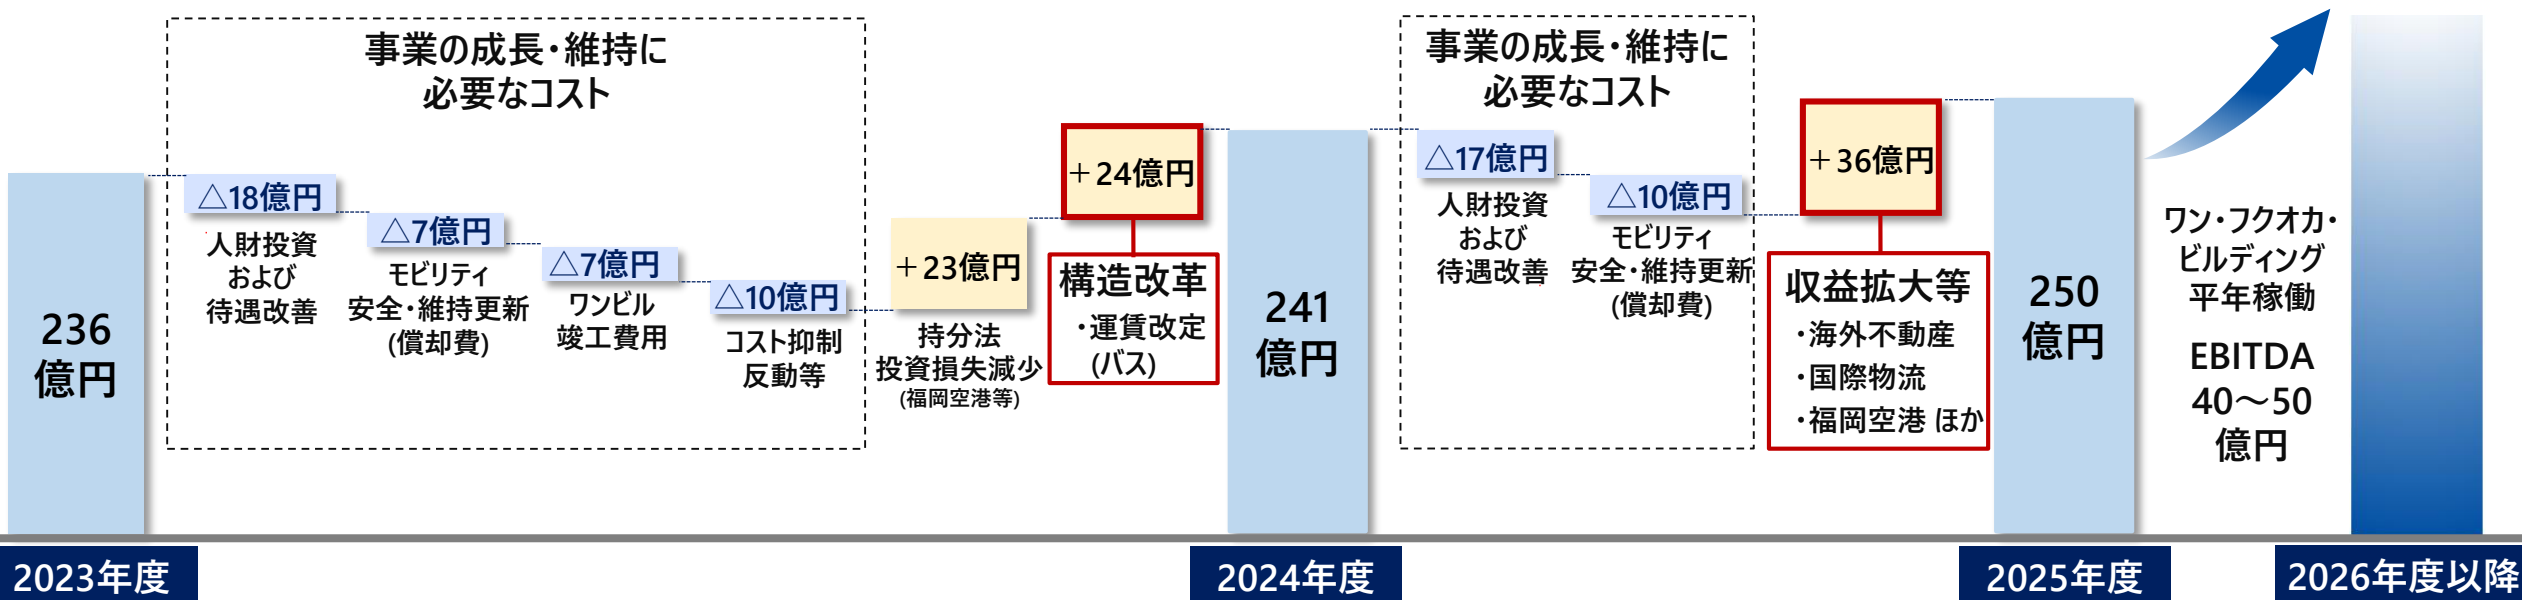 事業の成長・維持に
必要なコスト
236
億円
△18億円
人財投資
および
待遇改善
△7億円
モビリティ
安全・維持更新
(償却費)
△7億円
ワンビル
竣工費用
△10億円
コスト抑制
反動等
＋23億円
持分法
投資損失減少
(福岡空港等)
＋24億円
構造改革
・運賃改定
(バス)
241
億円
事業の成長・維持に
必要なコスト
△17億円
人財投資
および
待遇改善
△10億円
モビリティ
安全・維持更新
(償却費)
＋36億円
収益拡大等
・海外不動産
・国際物流
・福岡空港 ほか
250
億円
ワン・フクオカ・
ビルディング
平年稼働
EBITDA
40～50
億円
2023年度
2024年度
2025年度
2026年度以降